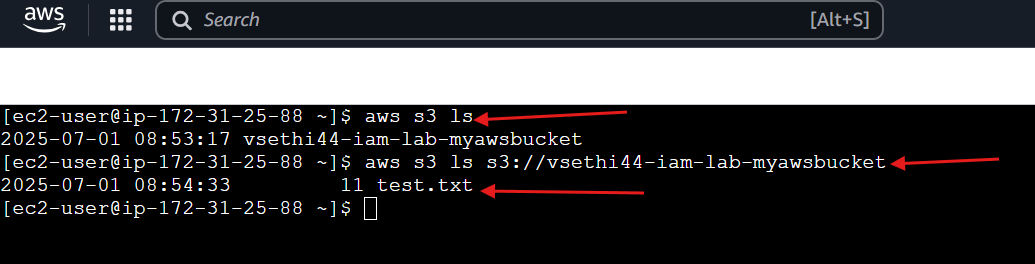 aws Search [Alt+S]
[ec2-user@ip-172-31-25-88 ~]$ aws s3 ls
2025-07-01 08:53:17 vsethi44-iam-lab-myawsbucket
[ec2-user@ip-172-31-25-88 ~]$ aws s3 ls s3://vsethi44-iam-lab-myawsbucket
2025-07-01 08:54:33         11 test.txt
[ec2-user@ip-172-31-25-88 ~]$